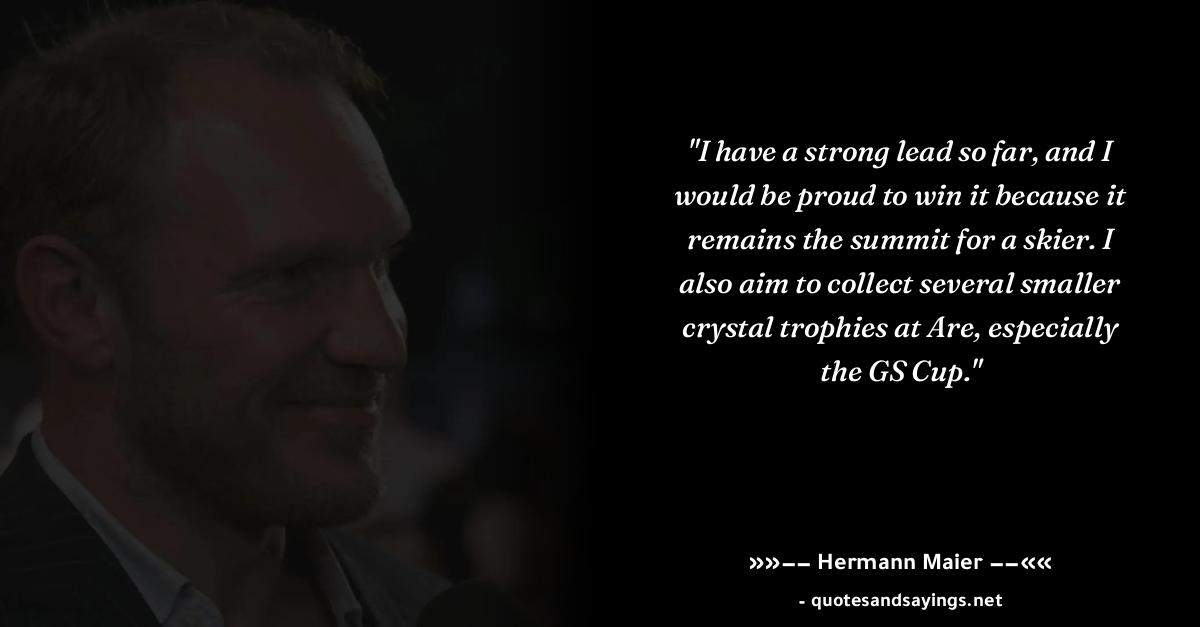 "I have a strong lead so far, and I
would be proud to win it because it
remains the summit for a skier. I
also aim to collect several smaller
crystal trophies at Are, especially
the GS Cup."
»»–– Hermann Maier ––««
- quotesandsayings.net